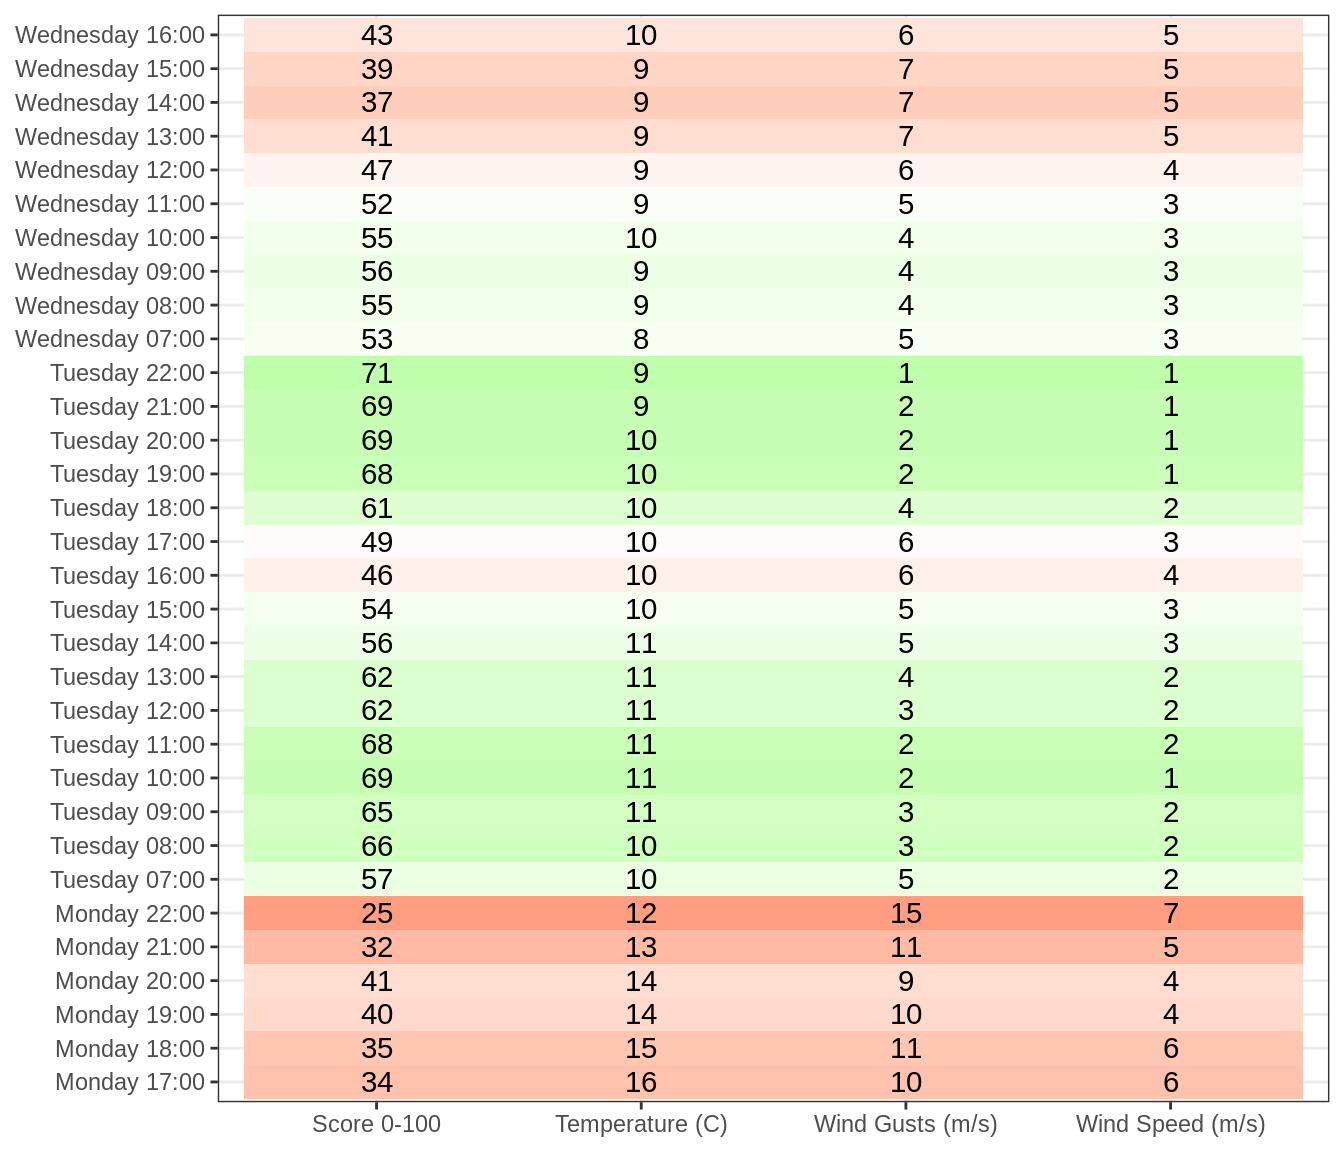 Wednesday 16:00 43 10 6 5
Wednesday 15:00 39 9 7 5
Wednesday 14:00 37 9 7 5
Wednesday 13:00 41 9 7 5
Wednesday 12:00 47 9 6 4
Wednesday 11:00 52 9 5 3
Wednesday 10:00 55 10 4 3
Wednesday 09:00 56 9 4 3
Wednesday 08:00 55 9 4 3
Wednesday 07:00 53 8 5 3
Tuesday 22:00 71 9 1 1
Tuesday 21:00 69 9 2 1
Tuesday 20:00 69 10 2 1
Tuesday 19:00 68 10 2 1
Tuesday 18:00 61 10 4 2
Tuesday 17:00 49 10 6 3
Tuesday 16:00 46 10 6 4
Tuesday 15:00 54 10 5 3
Tuesday 14:00 56 11 5 3
Tuesday 13:00 62 11 4 2
Tuesday 12:00 62 11 3 2
Tuesday 11:00 68 11 2 2
Tuesday 10:00 69 11 2 1
Tuesday 09:00 65 11 3 2
Tuesday 08:00 66 10 3 2
Tuesday 07:00 57 10 5 2
Monday 22:00 25 12 15 7
Monday 21:00 32 13 11 5
Monday 20:00 41 14 9 4
Monday 19:00 40 14 10 4
Monday 18:00 35 15 11 6
Monday 17:00 34 16 10 6
Score 0-100 Temperature (C) Wind Gusts (m/s) Wind Speed (m/s)